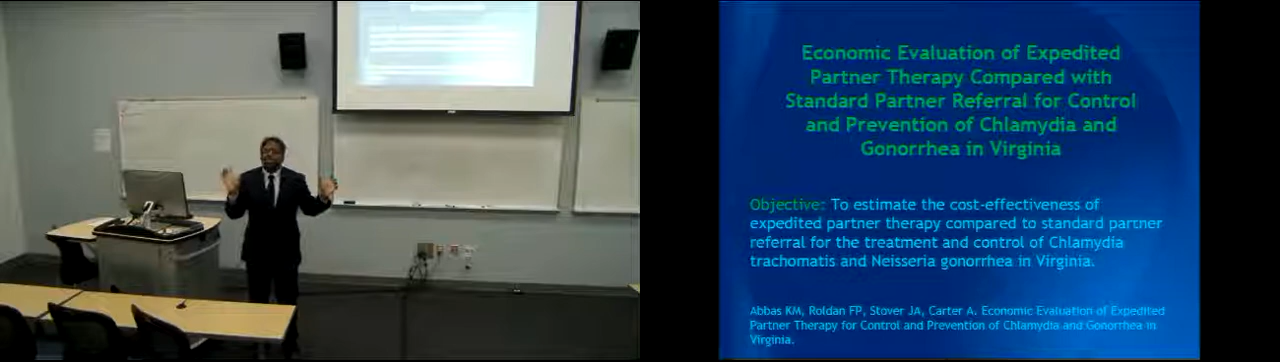 Economic Evaluation of Expedited
Partner Therapy Compared with
Standard Partner Referral for Control
and Prevention of Chlamydia and
Gonorrhea in Virginia
Objective: To estimate the cost-effectiveness of
expedited partner therapy compared to standard partner
referral for the treatment and control of Chlamydia
trachomatis and Neisseria gonorrhea in Virginia.
Abbas KM, Roldan FP, Stover JA, Carter A. Economic Evaluation of Expedited
Partner Therapy for Control and Prevention of Chlamydia and Gonorrhea in
Virginia.